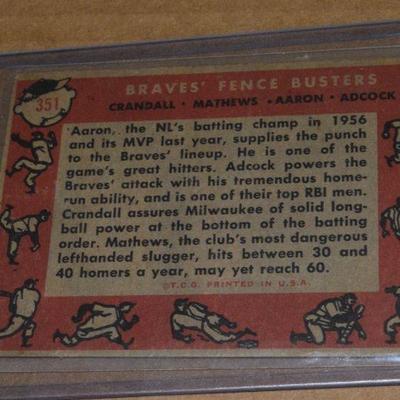 351
BRAVES' FENCE BUSTERS
CRANDALL · MATHEWS · AARON · ADCOCK
Aaron, the NL's batting champ in 1956
and its MVP last year, supplies the punch
to the Braves' lineup. He is one of the
game's great hitters. Adcock powers the
Braves' attack with his tremendous home-
run ability, and is one of their top RBI men.
Crandall assures Milwaukee of solid long-
ball power at the bottom of the batting
order. Mathews, the club's most dangerous
lefthanded slugger, hits between 30 and
40 homers a year, may yet reach 60.
©T.C.G. PRINTED IN U.S.A.